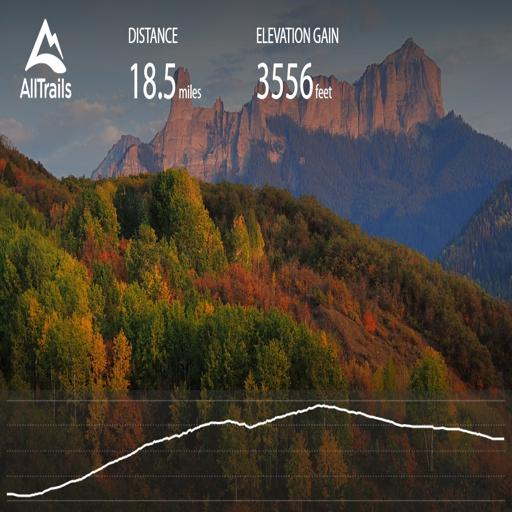 DISTANCE
ELEVATION GAIN
18.5 miles
3556 feet
AllTrails